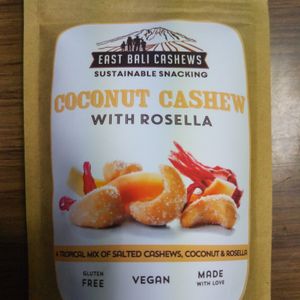 EAST BALI CASHEWS
SUSTAINABLE SNACKING
COCONUT CASHEW
WITH ROSELLA
A TROPICAL MIX OF SALTED CASHEWS, COCONUT & ROSELLA
GLUTEN
FREE
VEGAN
MADE
WITH LOVE